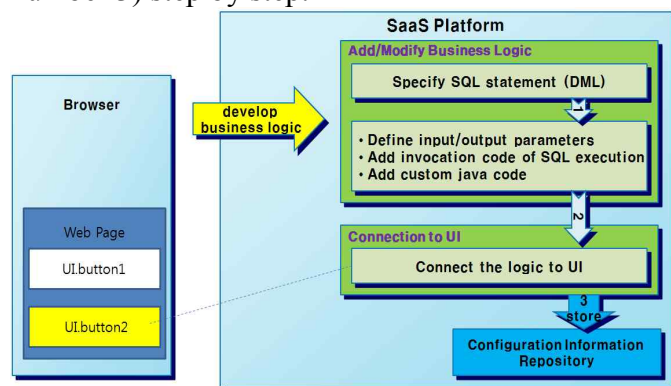 SaaS Platform
Browser
Web Page
UI.button1
UI.button2
develop
business logic
Add/Modify Business Logic
Specify SQL statement (DML)
1
• Define input/output parameters
• Add invocation code of SQL execution
• Add custom java code
2
Connection to UI
Connect the logic to UI
3
store
Configuration Information
Repository